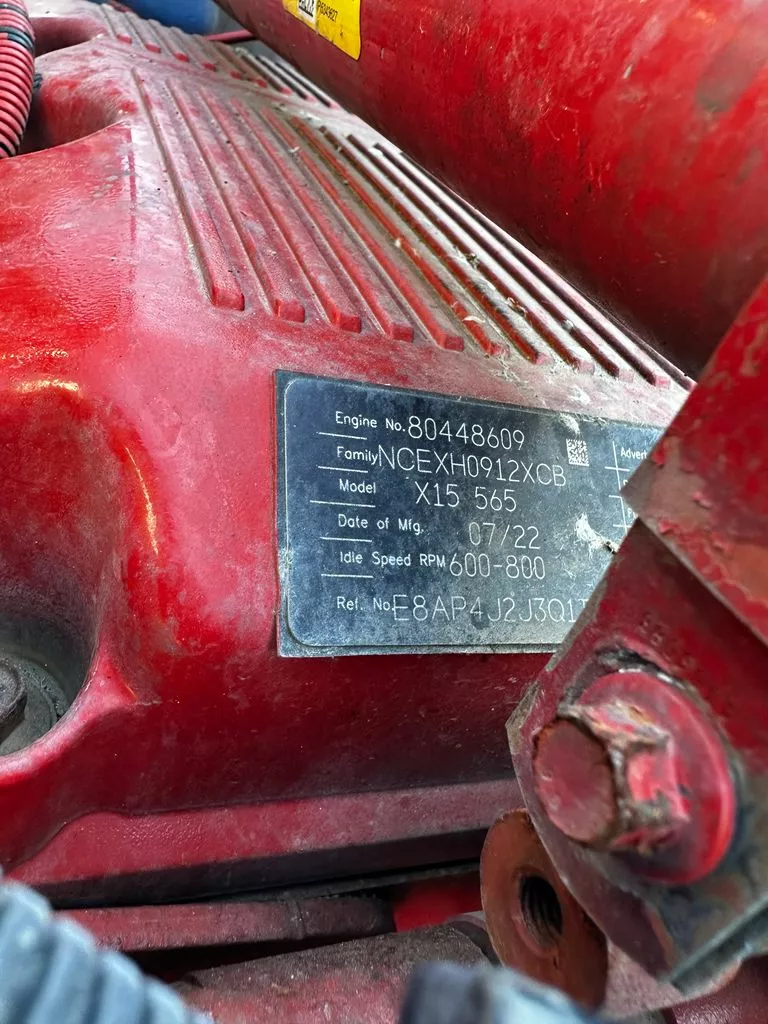 Engine No. 80448609
Family NCEXH0912XCB
Model X15 565
Date of Mfg. 07/22
Idle Speed RPM 600-800
Ref. No. E8AP4J2J3Q1
Advert